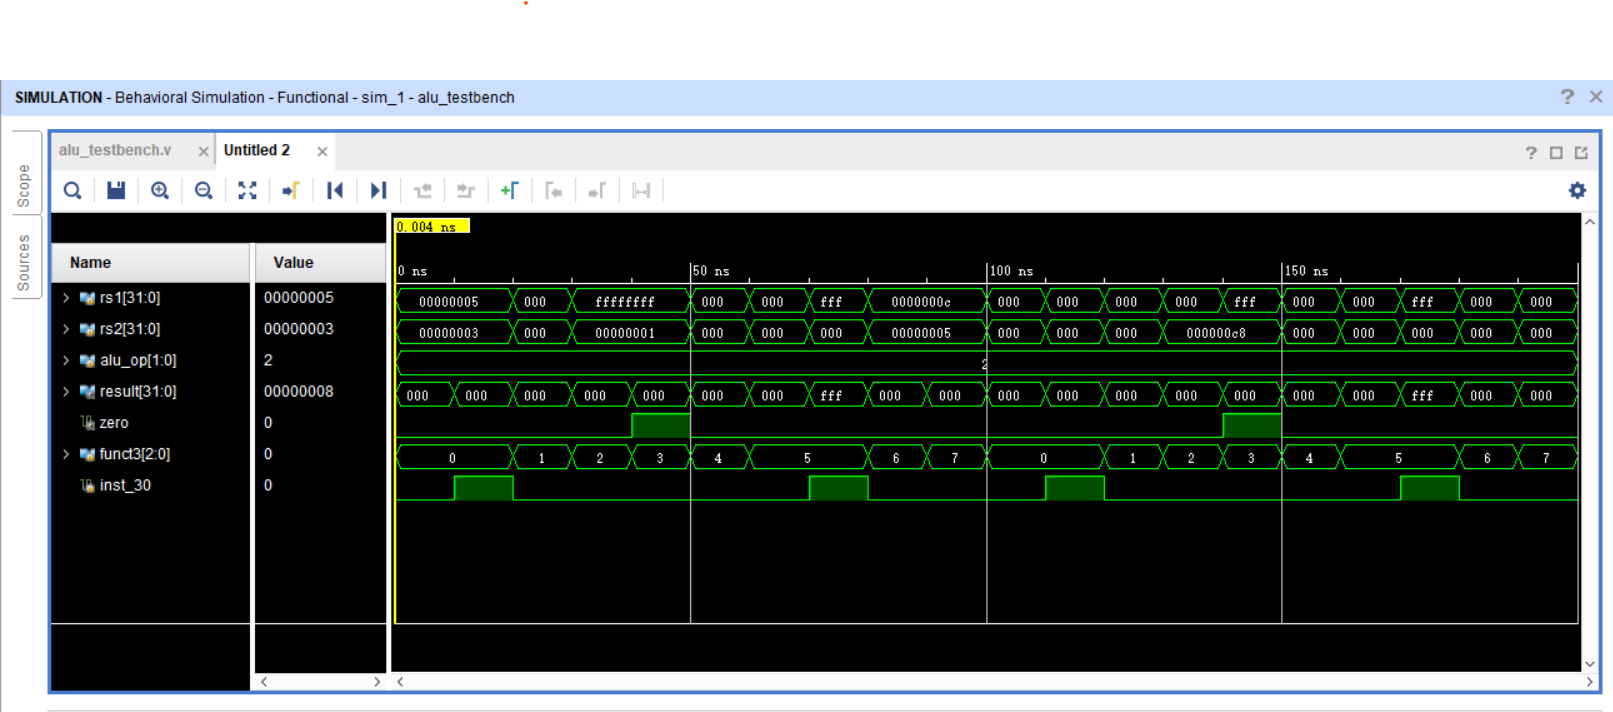 SIMULATION - Behavioral Simulation - Functional - sim_1 - alu_testbench
Scope
Sources
alu_testbench.v
Untitled 2
0.004 ns
Name Value
0 ns 50 ns 100 ns 150 ns
rs1[31:0] 00000005 00000005 000 ffffffff 000 000 fff 0000000c 000 000 000 000 fff 000 000 fff 000 000
rs2[31:0] 00000003 00000003 000 00000001 000 000 000 00000005 000 000 000 000000c8 000 000 000 000 000
alu_op[1:0] 2 2
result[31:0] 00000008 000 000 000 000 000 000 000 fff 000 000 000 000 000 000 000 000 000 fff 000 000
zero 0
funct3[2:0] 0 0 1 2 3 4 5 6 7 0 1 2 3 4 5 6 7
inst_30 0